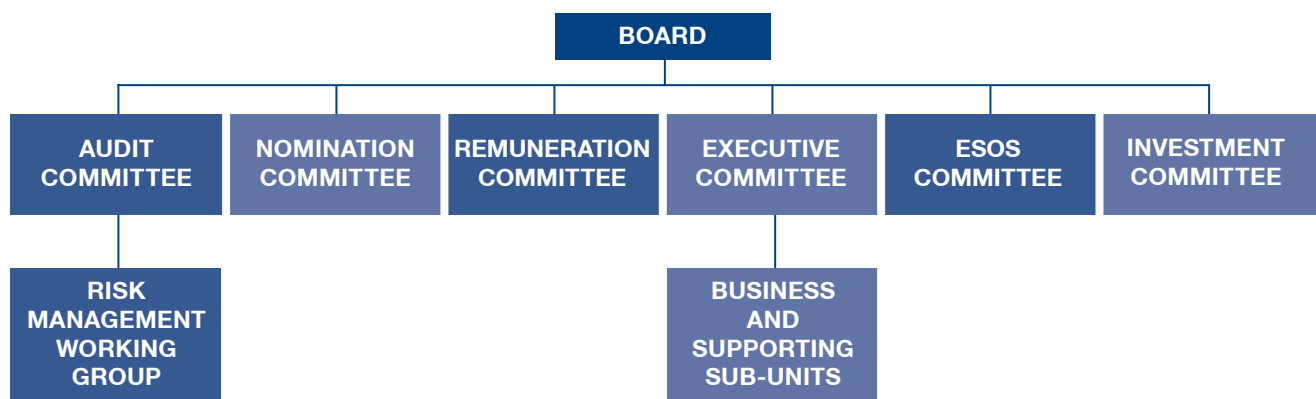 BOARD
AUDIT
COMMITTEE
NOMINATION
COMMITTEE
REMUNERATION
COMMITTEE
EXECUTIVE
COMMITTEE
ESOS
COMMITTEE
INVESTMENT
COMMITTEE
RISK
MANAGEMENT
WORKING
GROUP
BUSINESS
AND
SUPPORTING
SUB-UNITS